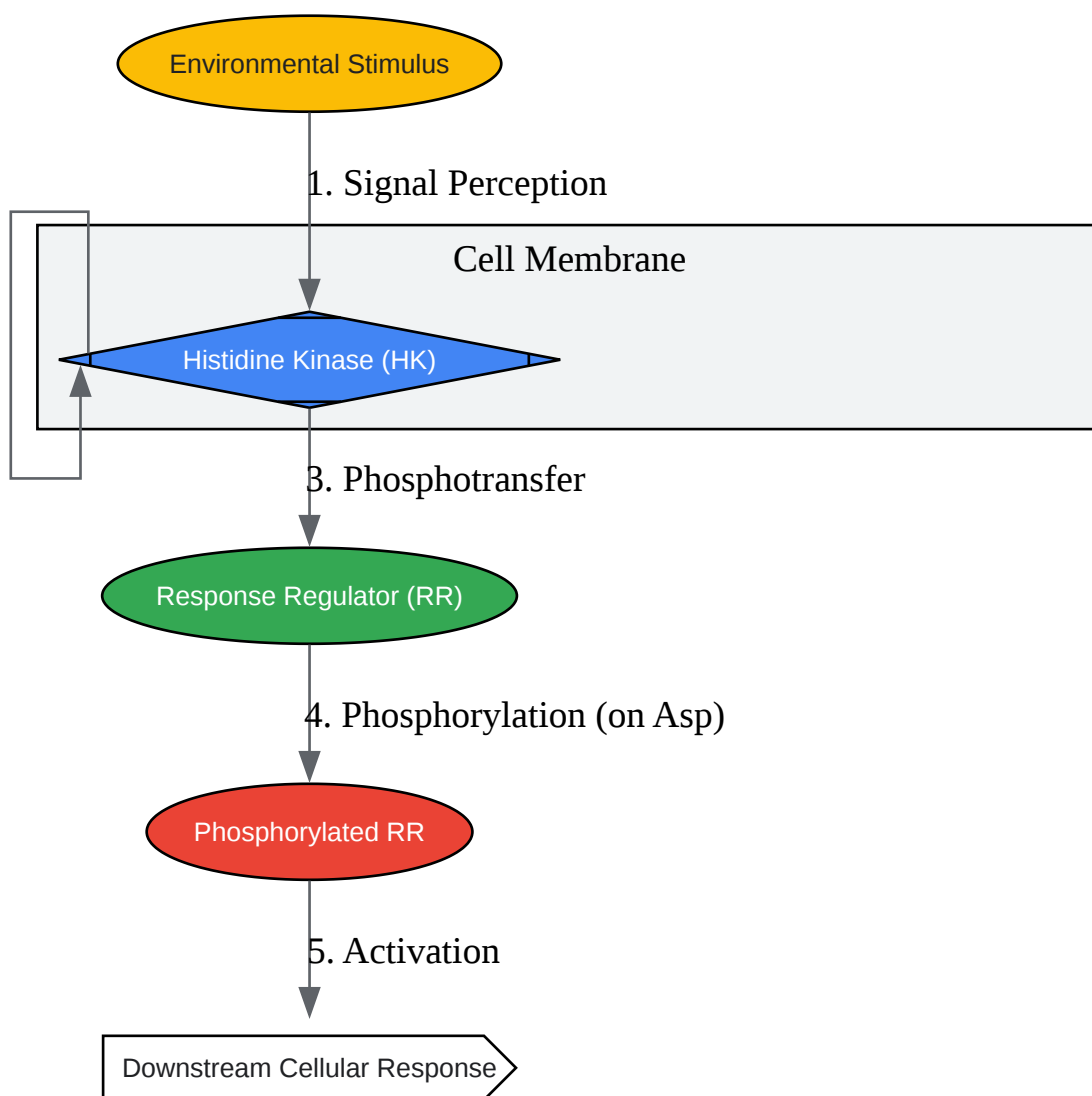 Environmental Stimulus
1. Signal Perception
Cell Membrane
Histidine Kinase (HK)
3. Phosphotransfer
Response Regulator (RR)
4. Phosphorylation (on Asp)
Phosphorylated RR
5. Activation
Downstream Cellular Response